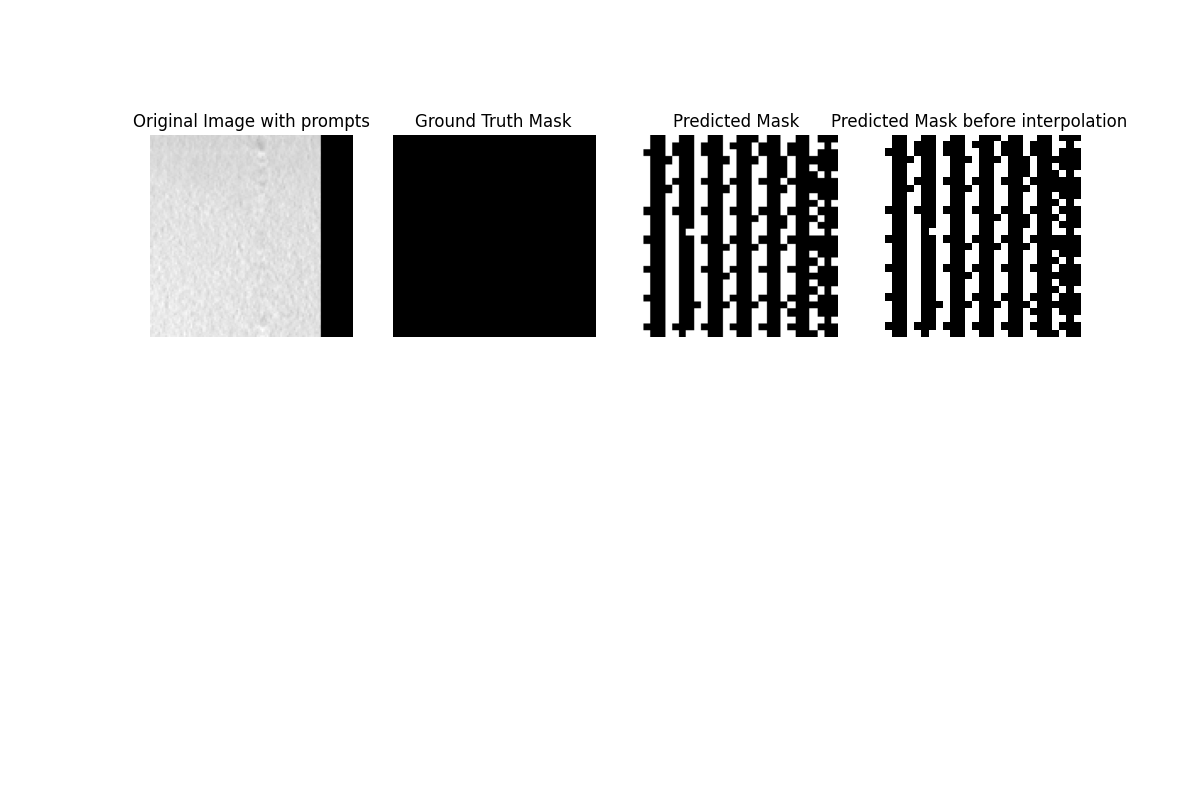 Original Image with prompts
Ground Truth Mask
Predicted Mask
Predicted Mask before interpolation